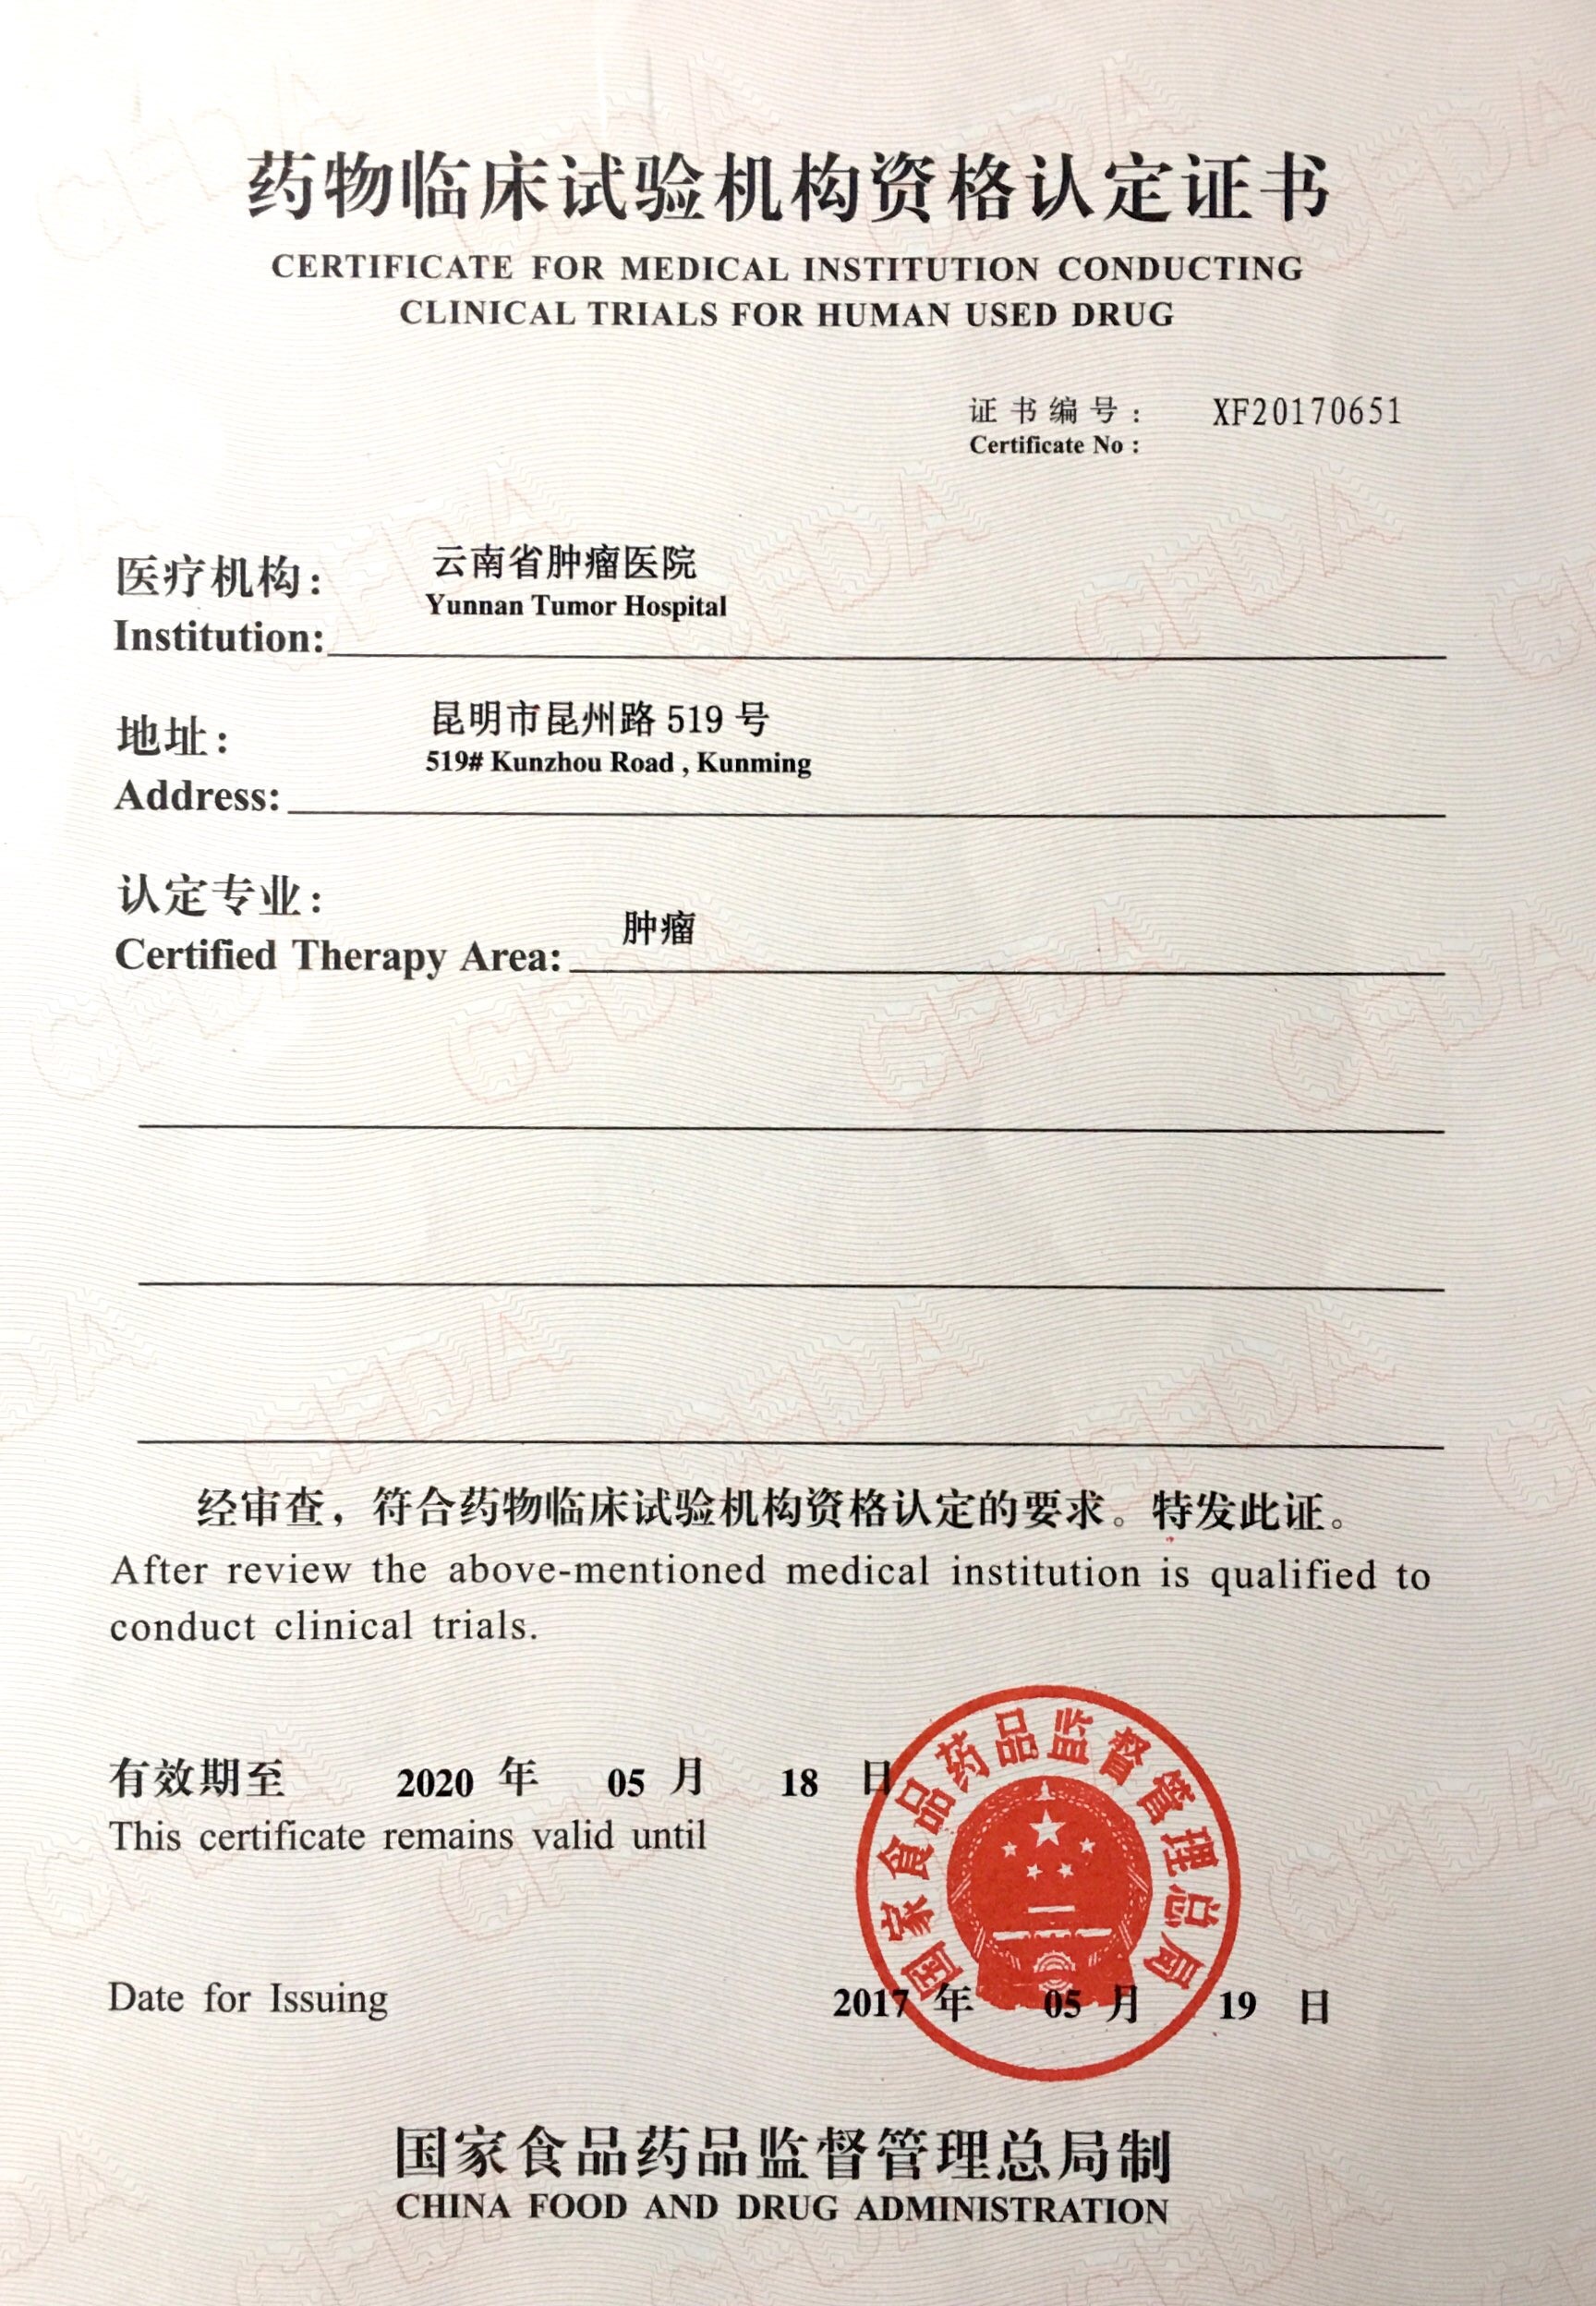 药物临床试验机构资格认定证书
CERTIFICATE FOR MEDICAL INSTITUTION CONDUCTING
CLINICAL TRIALS FOR HUMAN USED DRUG
证书编号: XF20170651
Certificate No :
医疗机构: 云南省肿瘤医院
Institution: Yunnan Tumor Hospital
地址: 昆明市昆州路 519 号
Address: 519# Kunzhou Road , Kunming
认定专业:
Certified Therapy Area: 肿瘤
经审查，符合药物临床试验机构资格认定的要求。特发此证。
After review the above-mentioned medical institution is qualified to
conduct clinical trials.
有效期至 2020 年 05 月 18 日
This certificate remains valid until
国家食品药品监督管理总局
Date for Issuing 2017 年 05 月 19 日
国家食品药品监督管理总局制
CHINA FOOD AND DRUG ADMINISTRATION
CFDA